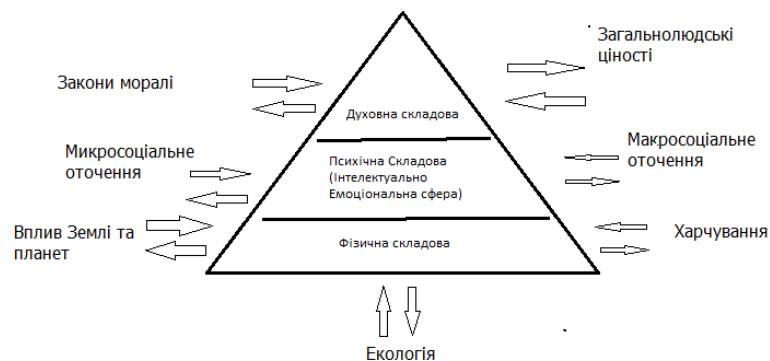 Загальнолюдські
ціності
Закони моралі
Духовна складова
Микросоціальне
оточення
Психічна Складова
(Інтелектуально
Емоціональна сфера)
Макросоціальне
оточення
Вплив Землі та
планет
Фізична складова
Харчування
Екологія